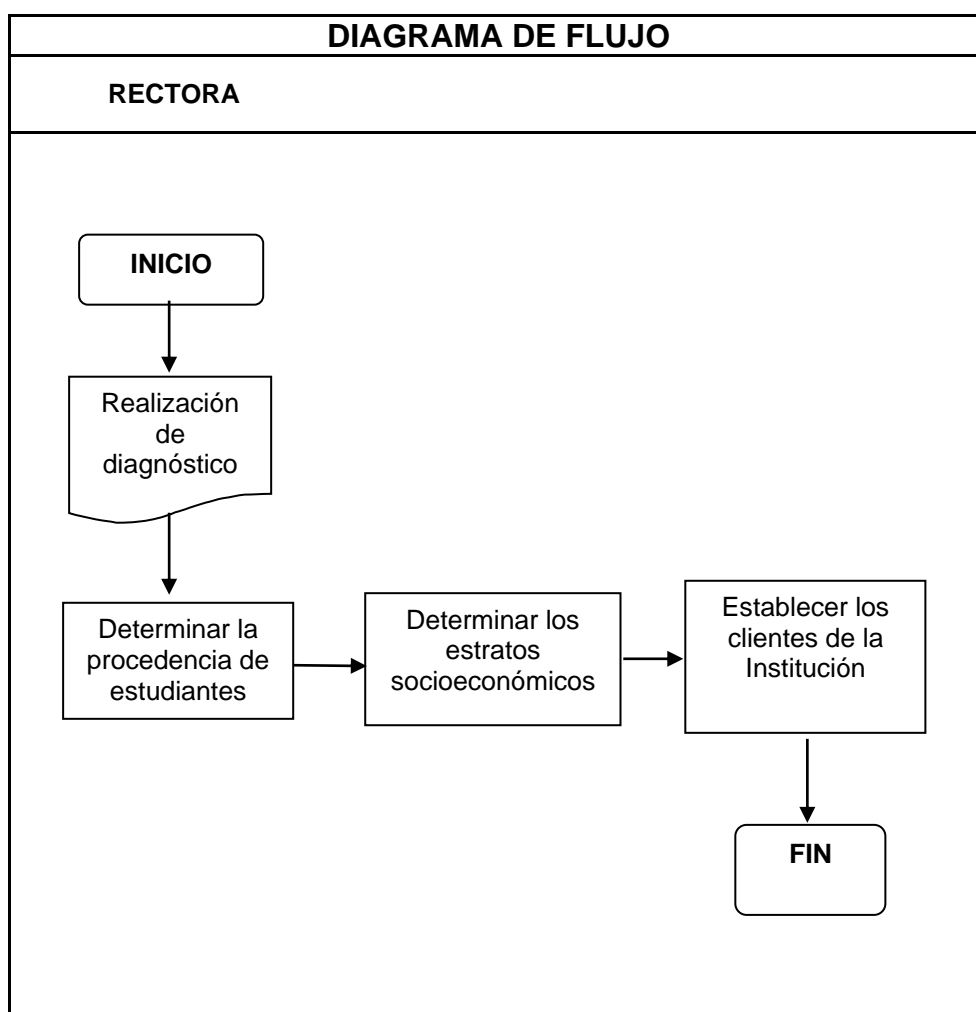 DIAGRAMA DE FLUJO
RECTORA
INICIO
Realización
de
diagnóstico
Determinar la
procedencia de
estudiantes
Determinar los
estratos
socioeconómicos
Establecer los
clientes de la
Institución
FIN